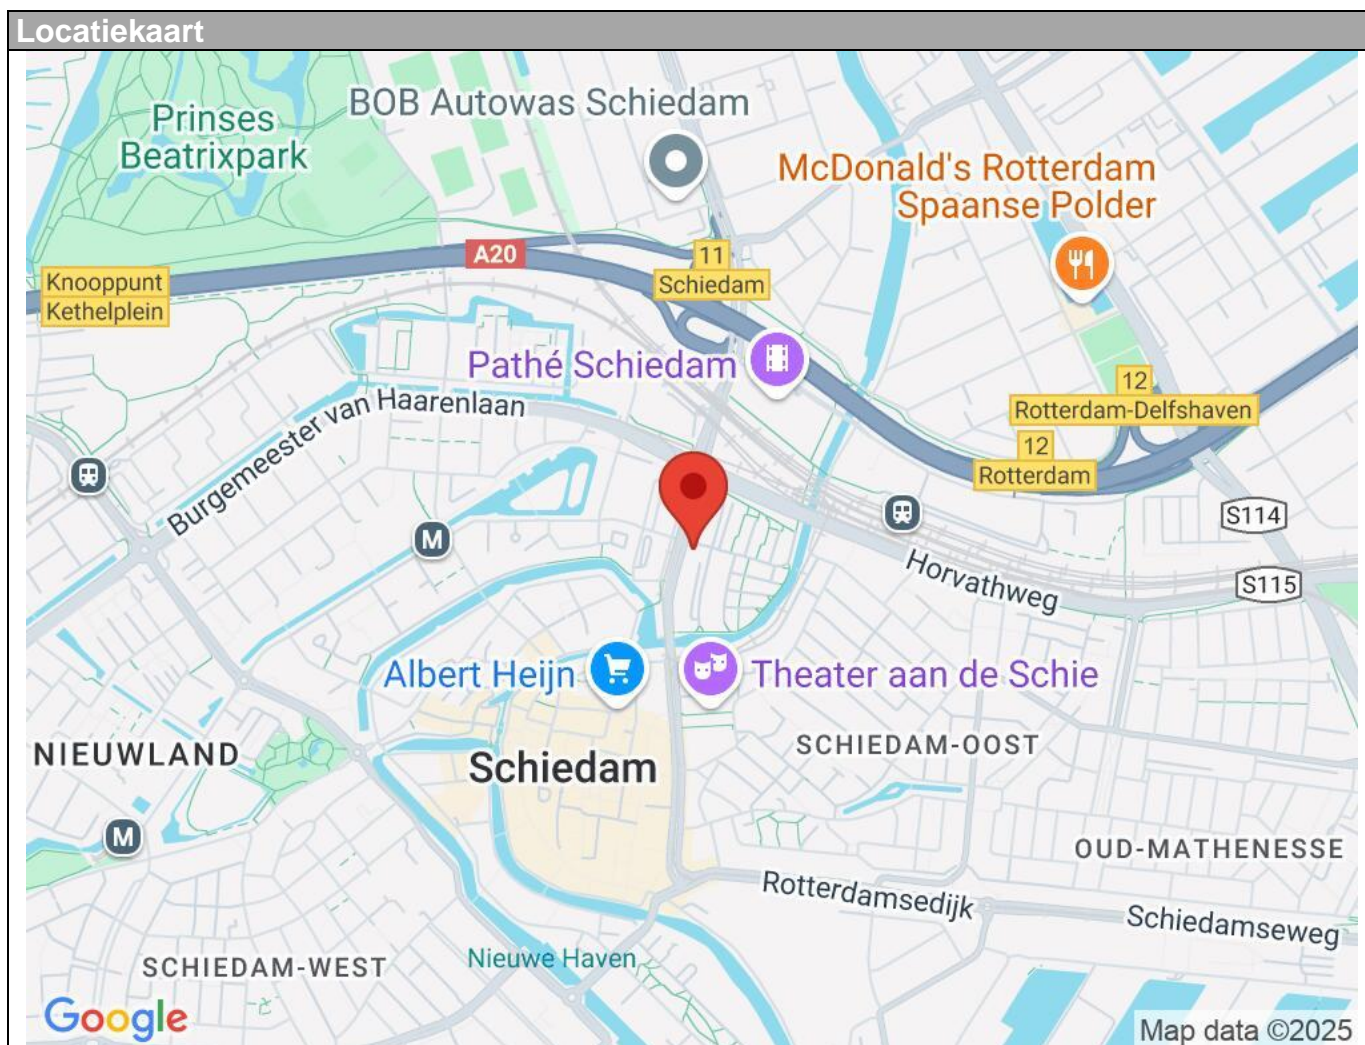 Locatiekaart
BOB Autowas Schiedam
Prinses
Beatrixpark
McDonald's Rotterdam
Spaanse Polder
A20
11
Schiedam
Knooppunt
Kethelplein
Pathé Schiedam
12
Rotterdam-Delfshaven
12
Rotterdam
Burgemeester van Haarenlaan
S114
M
Horvathweg
S115
Albert Heijn
Theater aan de Schie
NIEUWLAND
Schiedam
SCHIEDAM-OOST
M
OUD-MATHENESSE
Rotterdamsedijk
Schiedamseweg
SCHIEDAM-WEST
Nieuwe Haven
Google
Map data ©2025